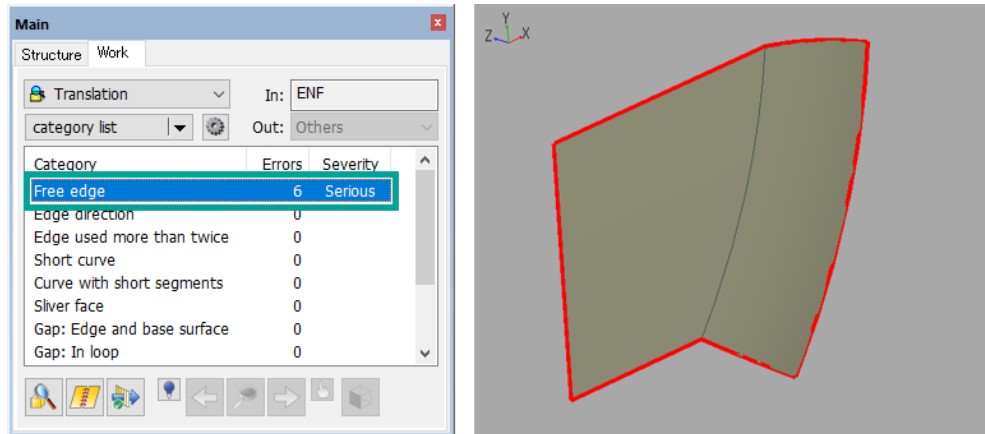 Main
Structure Work
Translation In: ENF
category list Out: Others
Category Errors Severity
Free edge 6 Serious
Edge direction 0
Edge used more than twice 0
Short curve 0
Curve with short segments 0
Sliver face 0
Gap: Edge and base surface 0
Gap: In loop 0
Y
Z X